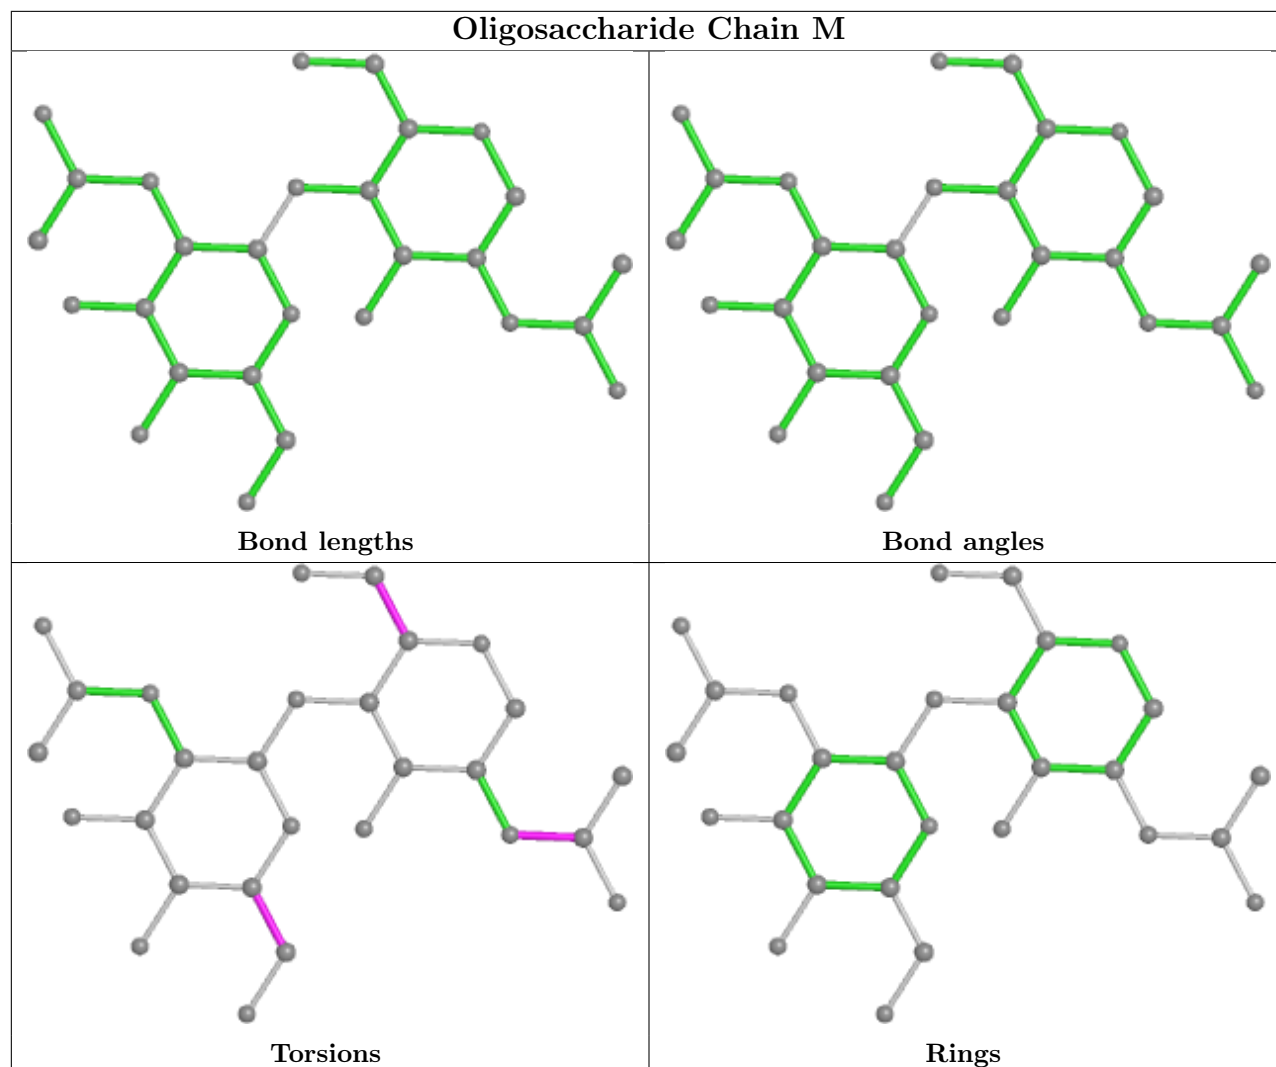 Oligosaccharide Chain M
Bond lengths
Bond angles
Torsions
Rings